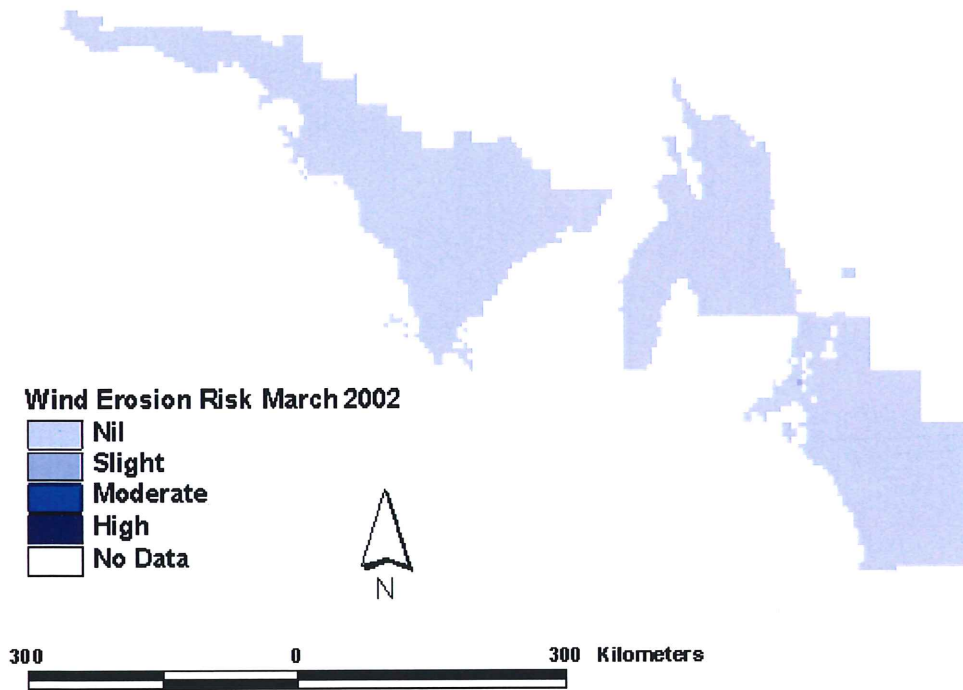 Wind Erosion Risk March 2002
Nil
Slight
Moderate
High
No Data
N
300 0 300 Kilometers